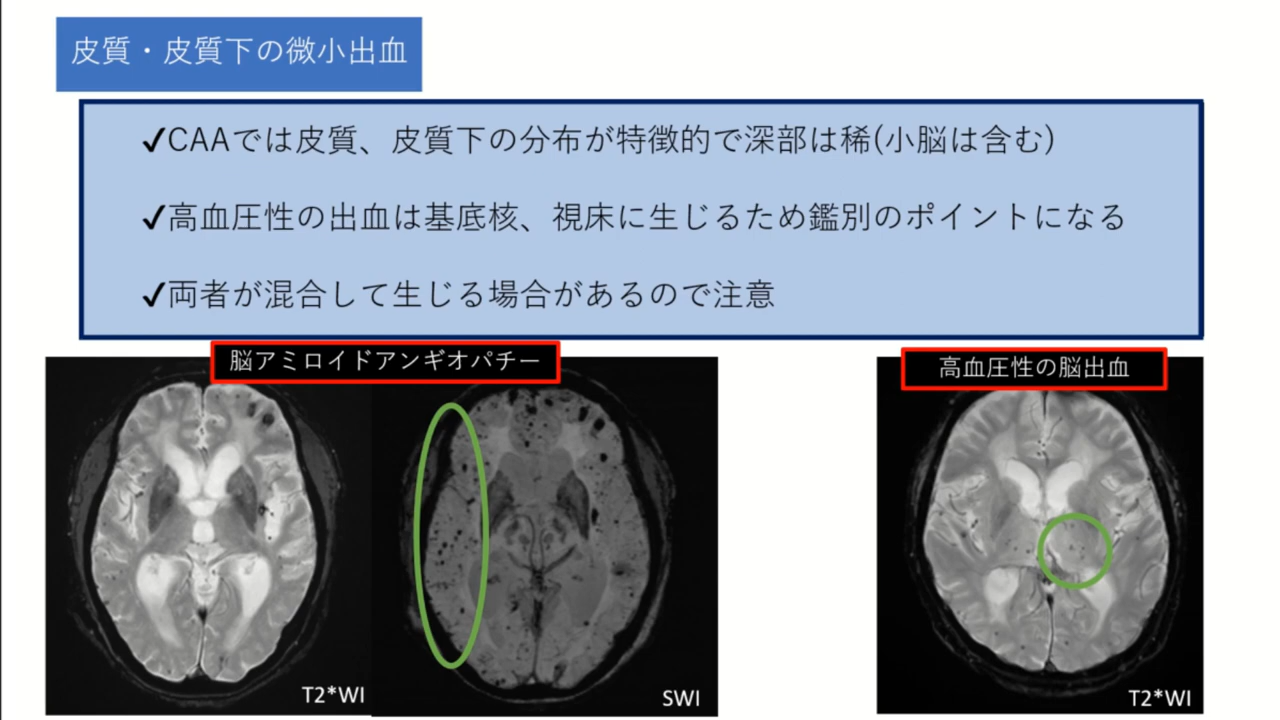 皮質・皮質下の微小出血
✓CAAでは皮質、皮質下の分布が特徴的で深部は稀(小脳は含む)
✓高血圧性の出血は基底核、視床に生じるため鑑別のポイントになる
✓両者が混合して生じる場合があるので注意
脳アミロイドアンギオパチー
高血圧性の脳出血
T2*WI
SWI
T2*WI